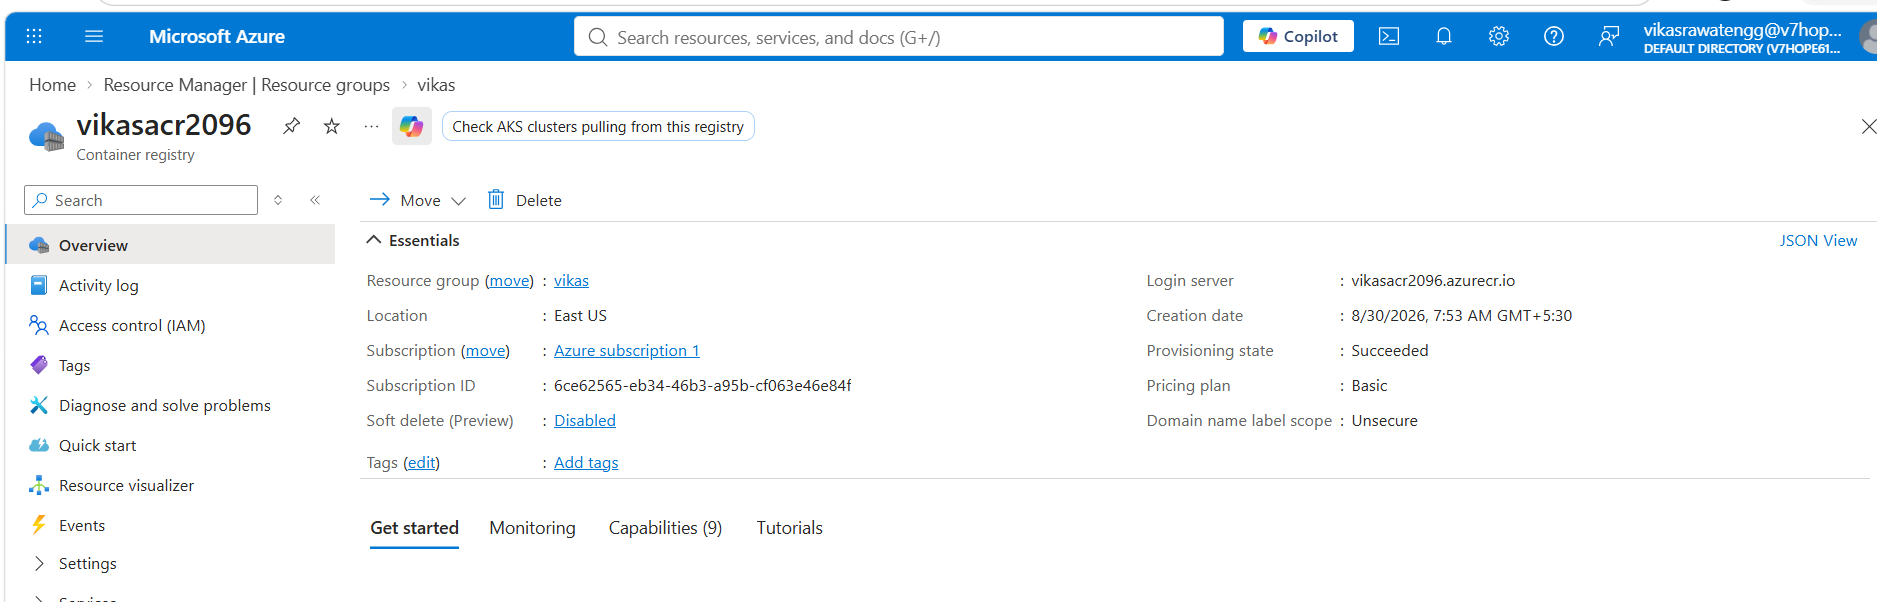 Microsoft Azure
Search resources, services, and docs (G+/)
Copilot
vikasrawatengg@v7hop...
DEFAULT DIRECTORY (V7HOPE61...
Home > Resource Manager | Resource groups > vikas
vikasacr2096
Container registry
Check AKS clusters pulling from this registry
Search
Move
Delete
Overview
Activity log
Access control (IAM)
Tags
Diagnose and solve problems
Quick start
Resource visualizer
Events
Settings
Services
Essentials
JSON View
Resource group (move) : vikas
Location : East US
Subscription (move) : Azure subscription 1
Subscription ID : 6ce62565-eb34-46b3-a95b-cf063e46e84f
Soft delete (Preview) : Disabled
Tags (edit) : Add tags
Login server : vikasacr2096.azurecr.io
Creation date : 8/30/2026, 7:53 AM GMT+5:30
Provisioning state : Succeeded
Pricing plan : Basic
Domain name label scope : Unsecure
Get started
Monitoring
Capabilities (9)
Tutorials